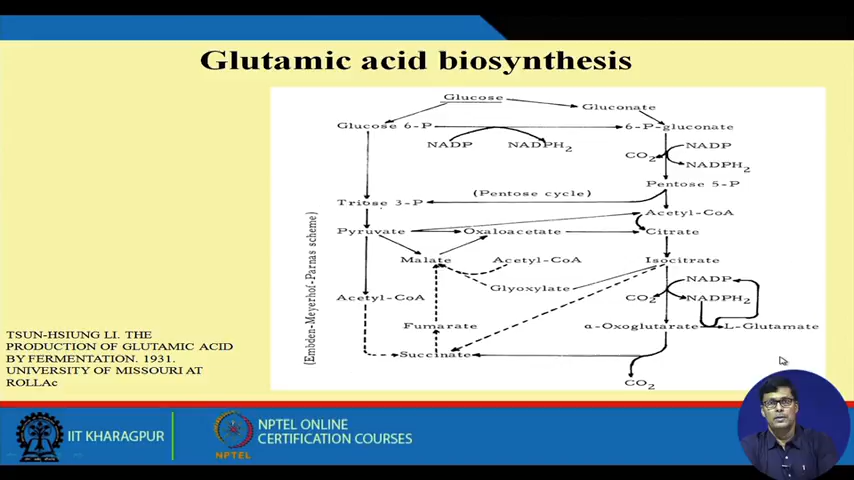 Glutamic acid biosynthesis
Glucose
Gluconate
Glucose 6-P
6-P-gluconate
NADP
NADPH2
CO2
NADP
NADPH2
Pentose 5-P
(Pentose cycle)
Triose 3-P
Acetyl-CoA
Pyruvate
Oxaloacetate
Citrate
(Embden-Meyerhof-Parnas scheme)
Malate
Acetyl-CoA
Isocitrate
Glyoxylate
NADP
Acetyl-CoA
CO2
NADPH2
Fumarate
α-Oxoglutarate
L-Glutamate
Succinate
CO2
TSUN-HSIUNG LI. THE
PRODUCTION OF GLUTAMIC ACID
BY FERMENTATION. 1931.
UNIVERSITY OF MISSOURI AT
ROLLAc
IIT KHARAGPUR
NPTEL
NPTEL ONLINE
CERTIFICATION COURSES